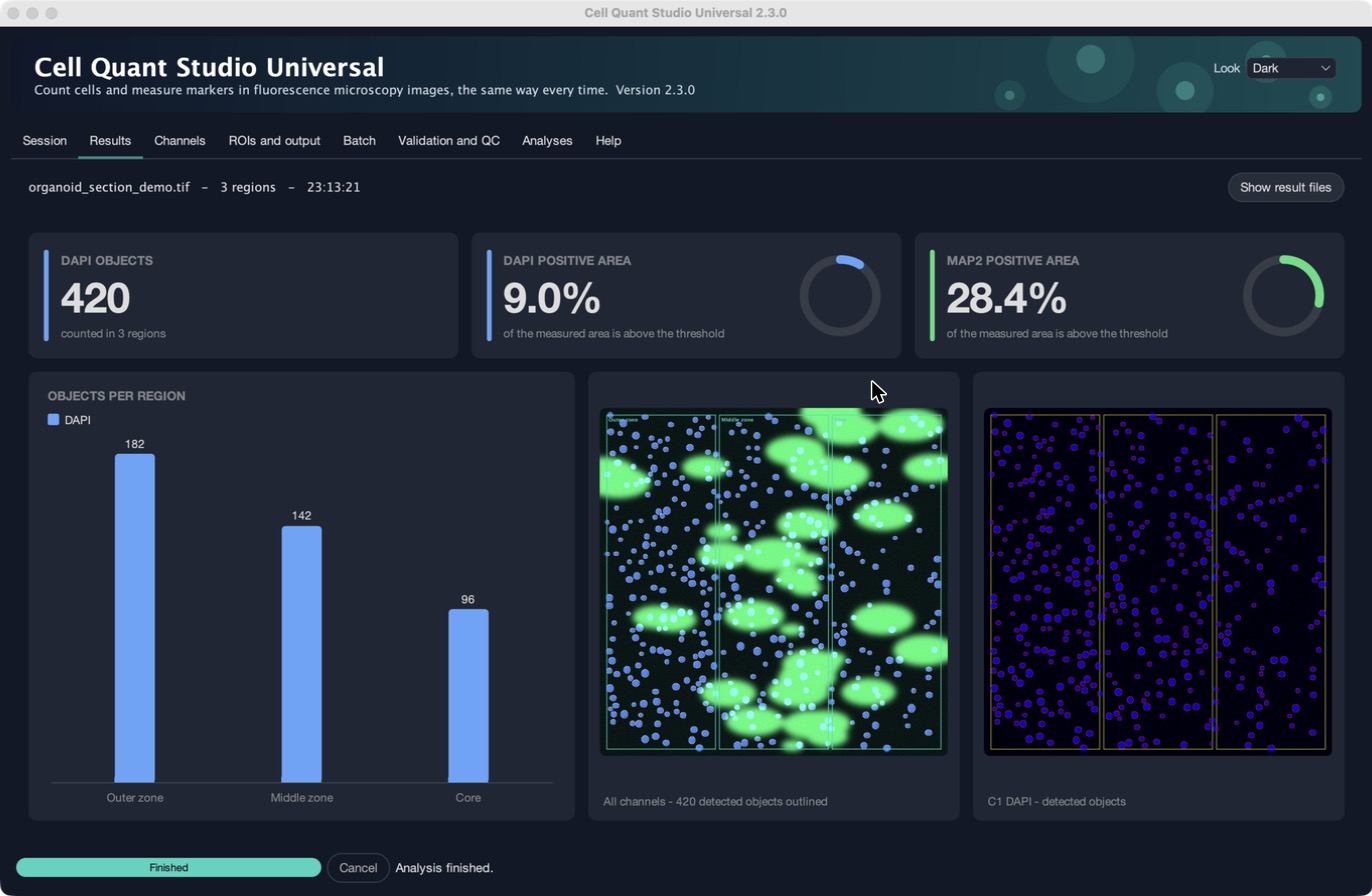 Cell Quant Studio Universal 2.3.0
Cell Quant Studio Universal
Count cells and measure markers in fluorescence microscopy images, the same way every time. Version 2.3.0
Look Dark
Session Results Channels ROIs and output Batch Validation and QC Analyses Help
organoid_section_demo.tif – 3 regions – 23:13:21
Show result files
DAPI OBJECTS
420
counted in 3 regions
DAPI POSITIVE AREA
9.0%
of the measured area is above the threshold
MAP2 POSITIVE AREA
28.4%
of the measured area is above the threshold
OBJECTS PER REGION
DAPI
182
142
96
Outer zone Middle zone Core
Outer zone Middle zone
All channels - 420 detected objects outlined
C1 DAPI - detected objects
Finished Cancel Analysis finished.